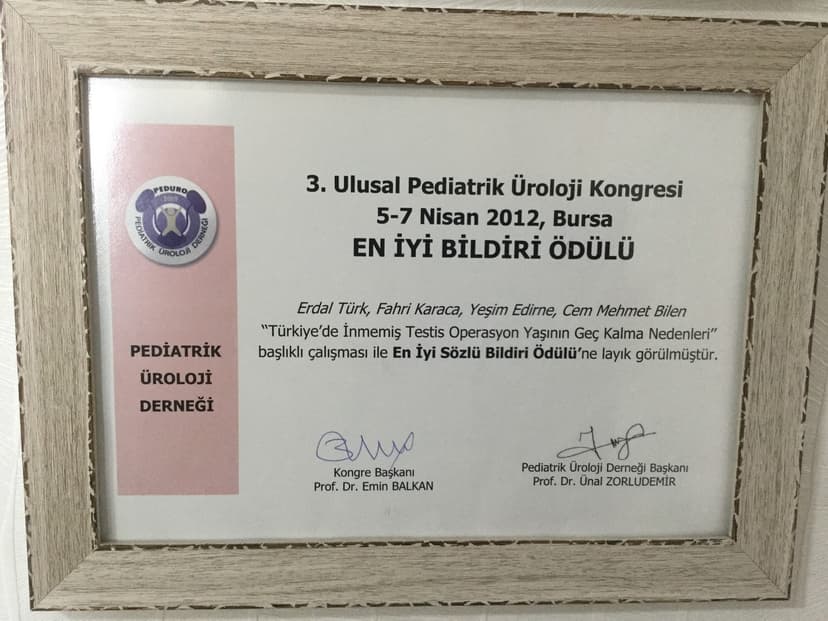 3. Ulusal Pediatrik Üroloji Kongresi
5-7 Nisan 2012, Bursa
EN İYİ BİLDİRİ ÖDÜLÜ
PEDURO
PEDİATRİK ÜROLOJİ DERNEĞİ
Erdal Türk, Fahri Karaca, Yeşim Edirne, Cem Mehmet Bilen
“Türkiye’de İnmemiş Testis Operasyon Yaşının Geç Kalma Nedenleri”
başlıklı çalışması ile En İyi Sözlü Bildiri Ödülü’ne layık görülmüştür.
PEDİATRİK
ÜROLOJİ
DERNEĞİ
Kongre Başkanı
Prof. Dr. Emin BALKAN
Pediatrik Üroloji Derneği Başkanı
Prof. Dr. Ünal ZORLUDEMİR